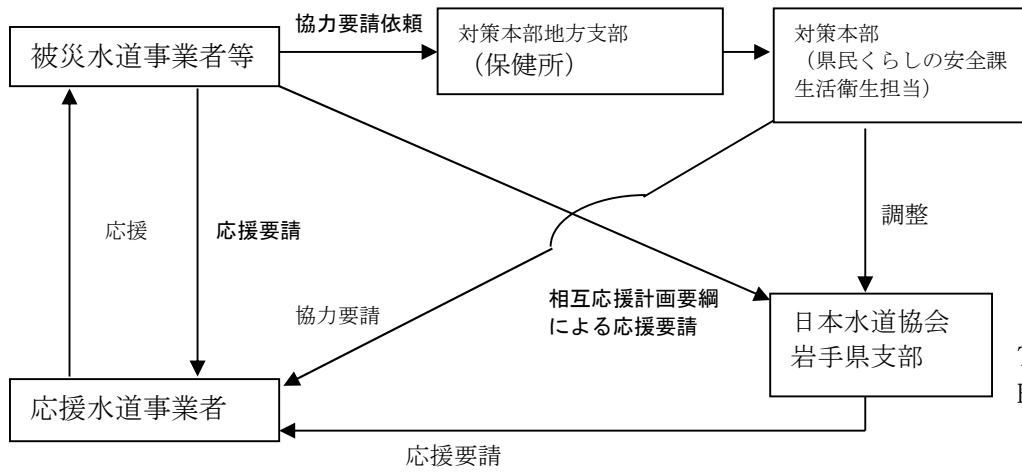 協力要請依頼
被災水道事業者等
対策本部地方支部
（保健所）
対策本部
（県民くらしの安全課
生活衛生担当）
応援
応援要請
調整
協力要請
相互応援計画要綱
による応援要請
日本水道協会
岩手県支部
応援水道事業者
応援要請